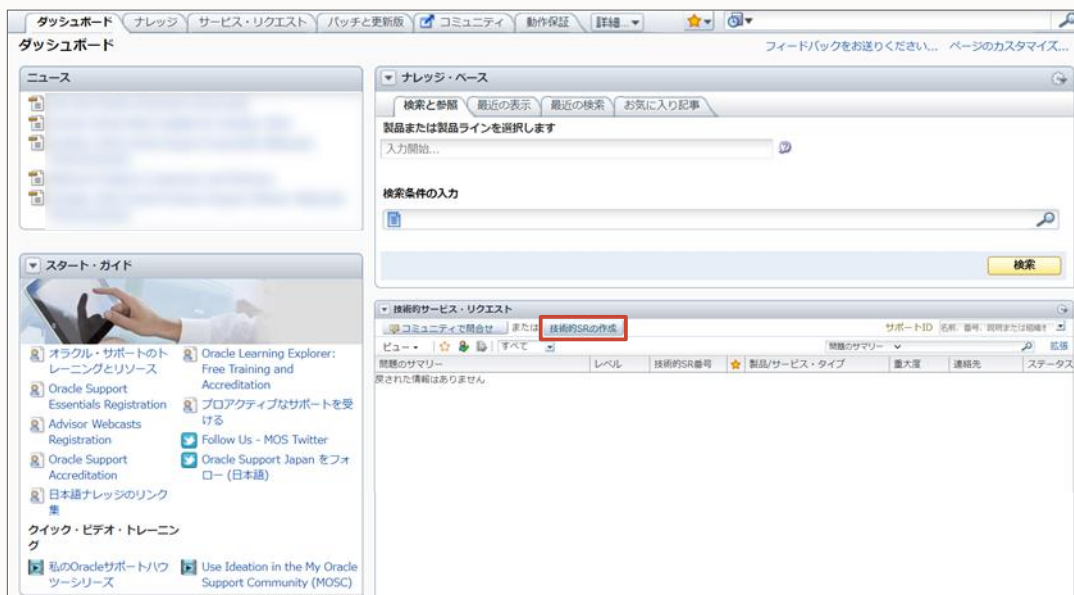 ダッシュボード ナレッジ サービス・リクエスト パッチと更新版 コミュニティ 動作保証 詳細...
ダッシュボード
フィードバックをお送りください... ページのカスタマイズ...
ニュース
スタート・ガイド
オラクル・サポートのト
レーニングとリソース
Oracle Support
Essentials Registration
Advisor Webcasts
Registration
Oracle Support
Accreditation
日本語ナレッジのリンク
集
Oracle Learning Explorer:
Free Training and
Accreditation
プロアクティブなサポートを受
ける
Follow Us - MOS Twitter
Oracle Support Japan をフォ
ロー (日本語)
クイック・ビデオ・トレーニン
グ
私のOracleサポートハウ
ツーシリーズ
Use Ideation in the My Oracle
Support Community (MOSC)
ナレッジ・ベース
検索と参照 最近の表示 最近の検索 お気に入り記事
製品または製品ラインを選択します
入力開始...
検索条件の入力
検索
技術的サービス・リクエスト
コミュニティで問合せ または 技術的SRの作成
サポートID 名前、番号、説明または組織を
ビュー すべて 問題のサマリー 拡張
問題のサマリー レベル 技術的SR番号 製品/サービス・タイプ 重大度 連絡先 ステータス
戻された情報はありません